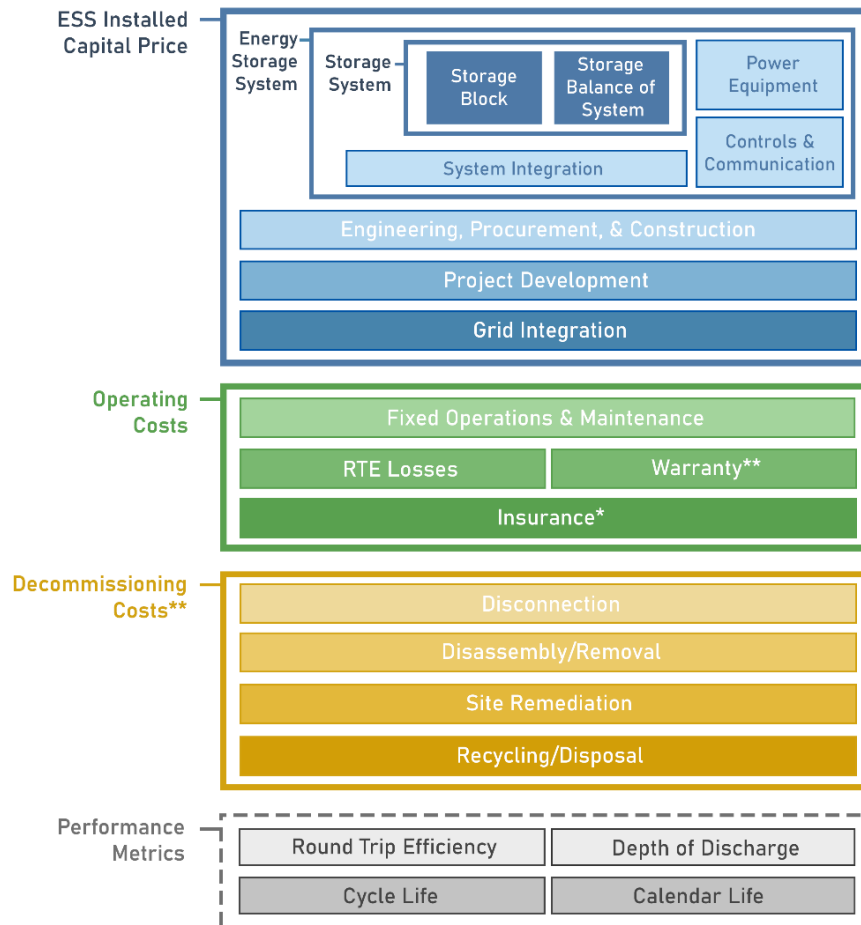 ESS Installed
Capital Price
Energy
Storage
System
Storage
System
Storage
Block
Storage
Balance of
System
Power
Equipment
Controls &
Communication
System Integration
Engineering, Procurement, & Construction
Project Development
Grid Integration
Operating
Costs
Fixed Operations & Maintenance
RTE Losses
Warranty**
Insurance*
Decommissioning
Costs**
Disconnection
Disassembly/Removal
Site Remediation
Recycling/Disposal
Performance
Metrics
Round Trip Efficiency
Depth of Discharge
Cycle Life
Calendar Life